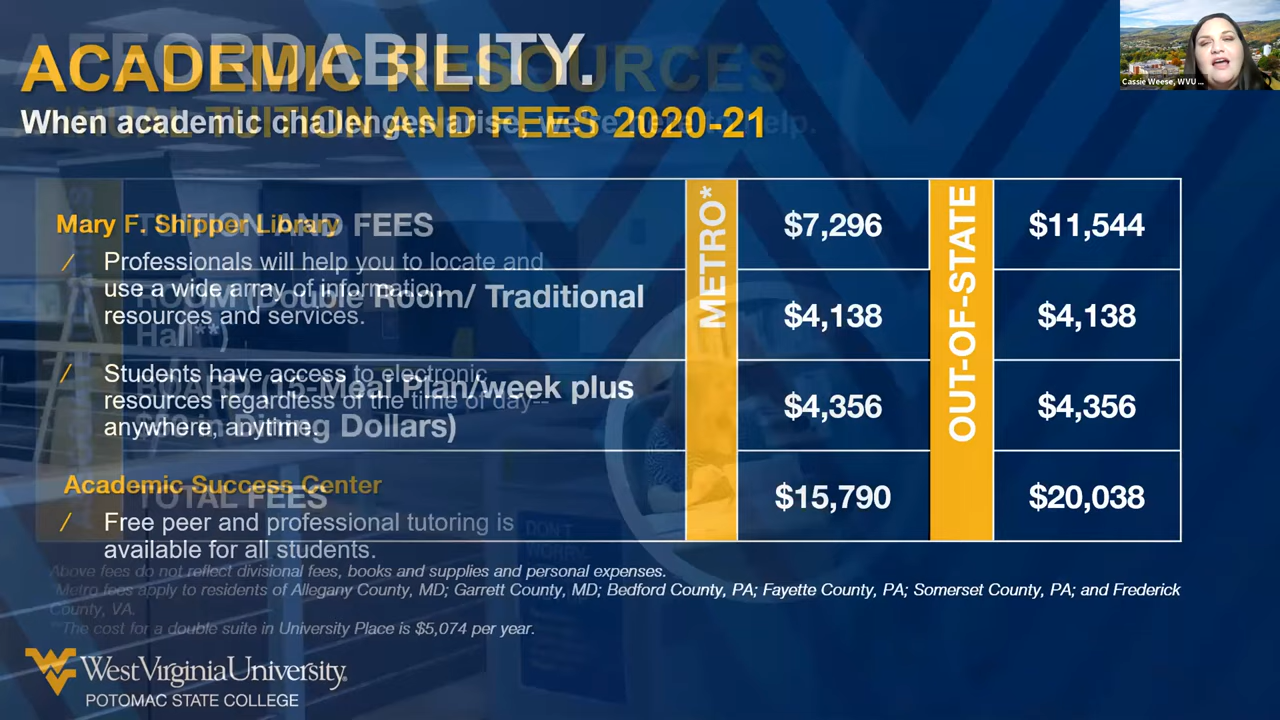 AFFORDABILITY.
ACADEMIC RESOURCES
When academic challenges arise, we're here to help.
TUITION AND FEES 2020-21
Cassie Weese, WVU ...
Mary F. Shipper Library
TUITION AND FEES
METRO*
$7,296
OUT-OF-STATE
$11,544
/ Professionals will help you to locate and
use a wide array of information
resources and services.
ROOM (Double Room/ Traditional
Hall**)
$4,138
$4,138
/ Students have access to electronic
resources regardless of the time of day--
anywhere, anytime.
BOARD (15-Meal Plan/week plus
in Dining Dollars)
$4,356
$4,356
Academic Success Center
TOTAL FEES
$15,790
$20,038
/ Free peer and professional tutoring is
available for all students.
DON'T
WORRY
Above fees do not reflect divisional fees, books and supplies and personal expenses.
*Metro fees apply to residents of Allegany County, MD; Garrett County, MD; Bedford County, PA; Fayette County, PA; Somerset County, PA; and Frederick
County, VA.
**The cost for a double suite in University Place is $5,074 per year.
West Virginia University.
POTOMAC STATE COLLEGE